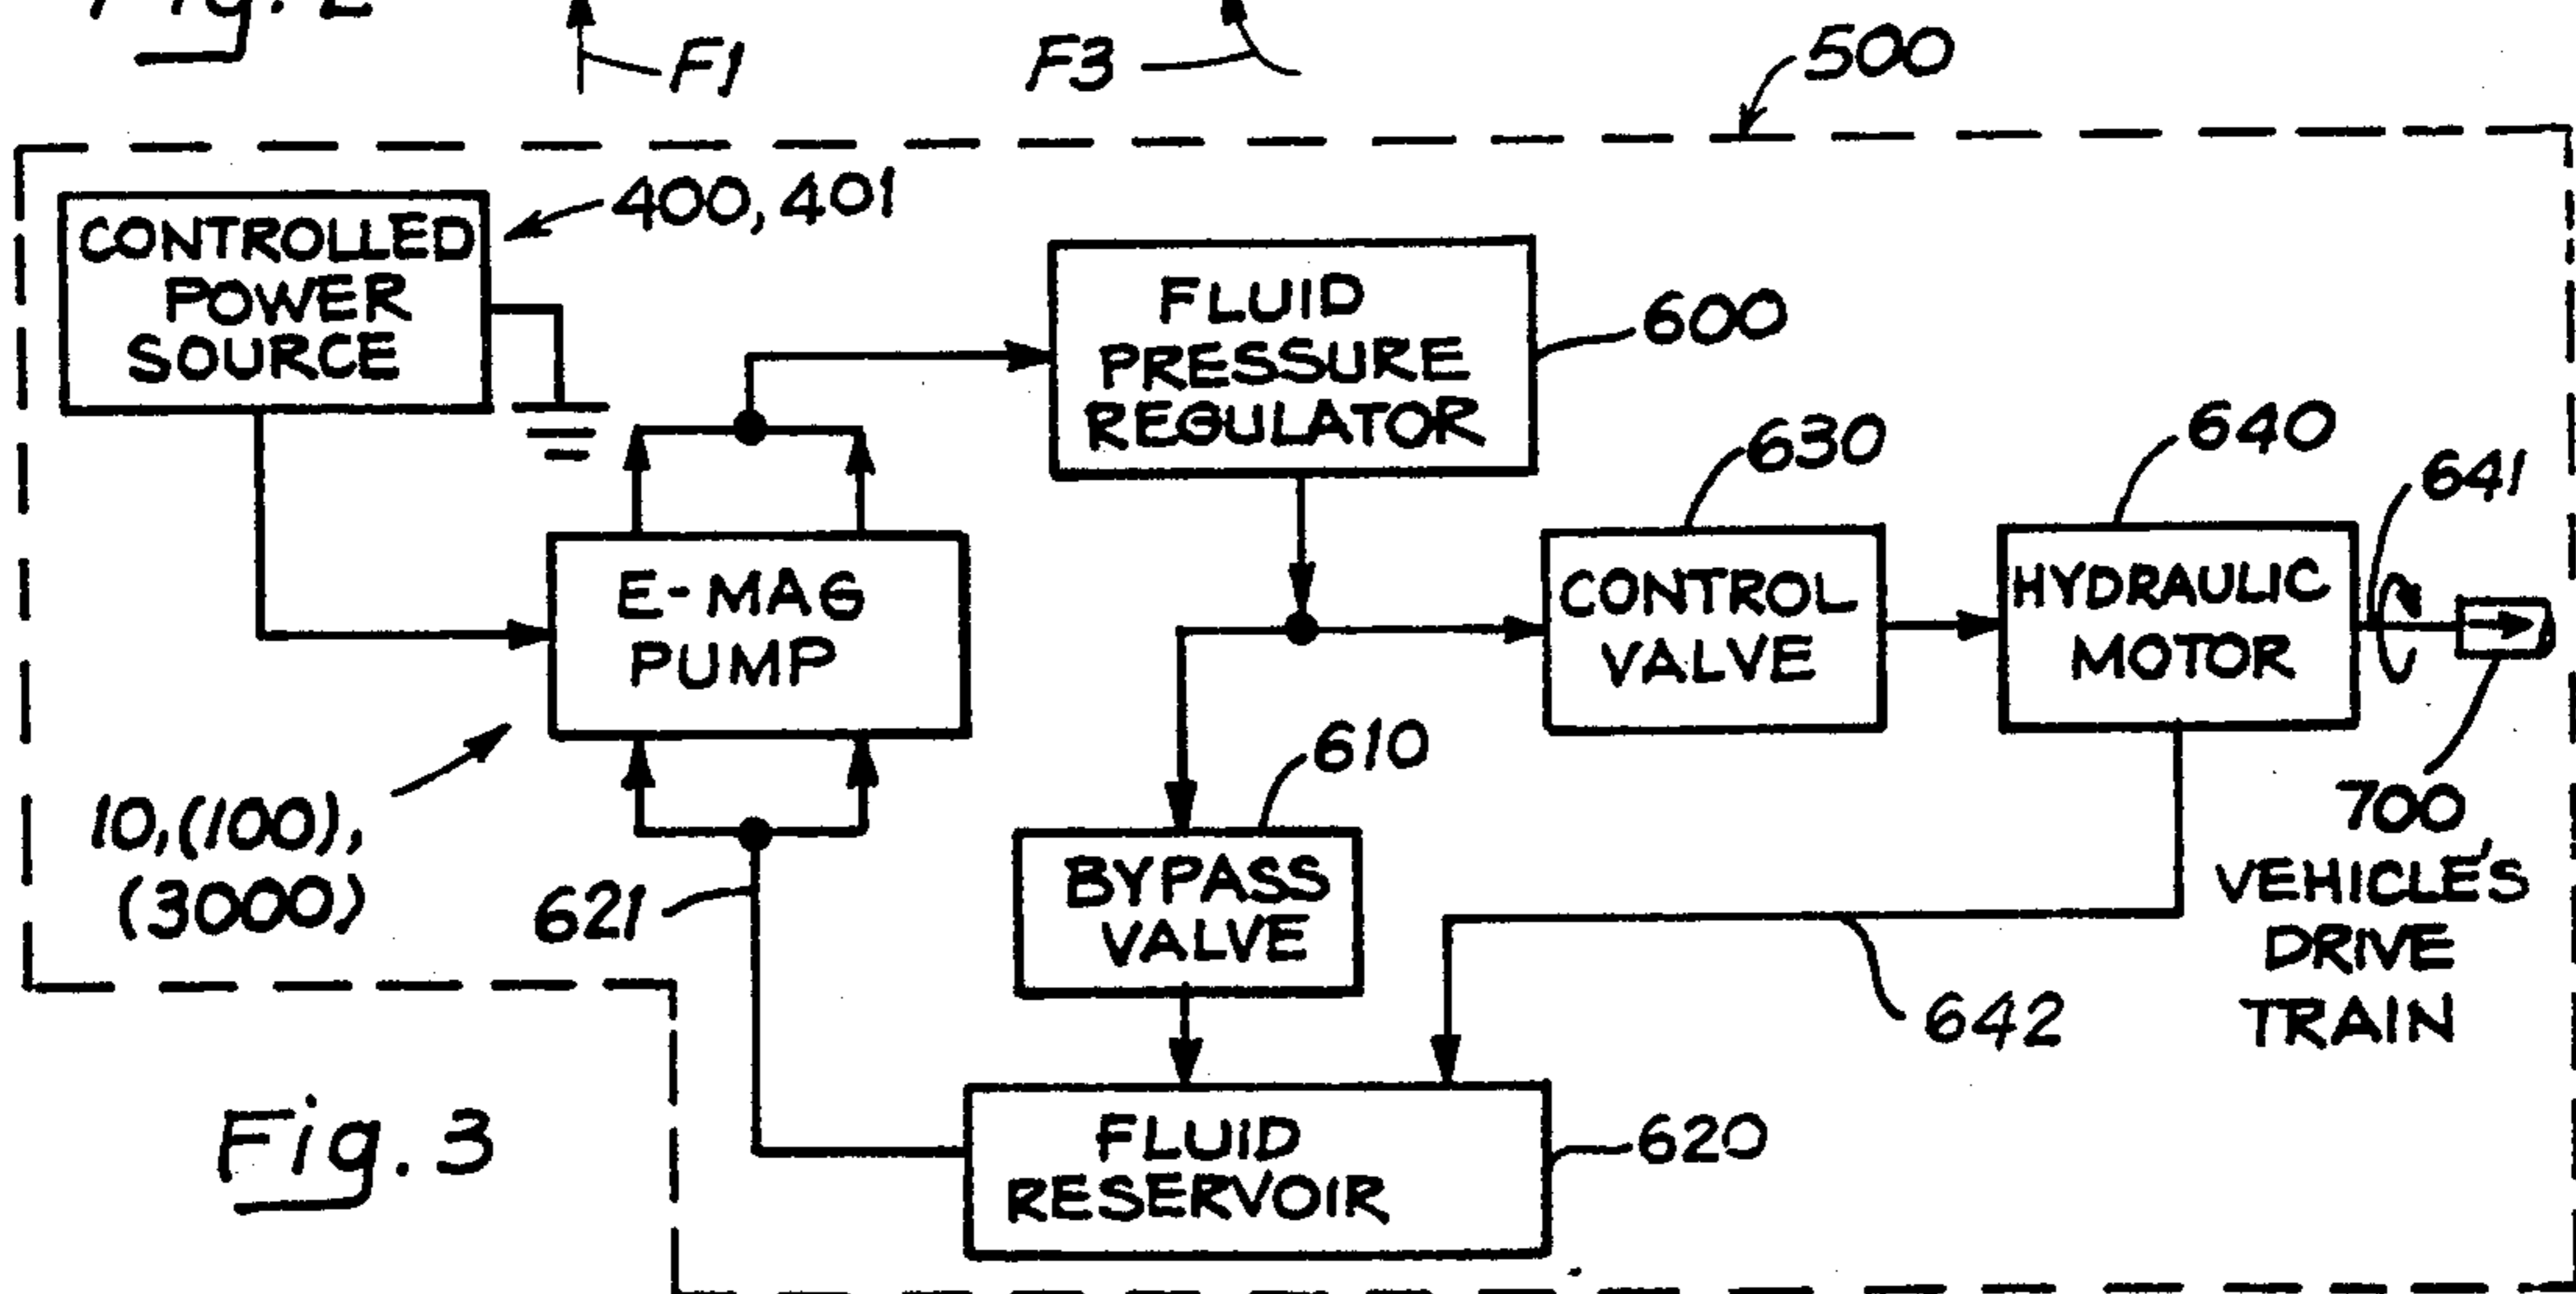 Fig. 2
F1
F3
500
CONTROLLED
POWER
SOURCE
400, 401
FLUID
PRESSURE
REGULATOR
600
630
640
641
E-MAG
PUMP
CONTROL
VALVE
HYDRAULIC
MOTOR
610
10, (100),
(3000)
621
BYPASS
VALVE
700
VEHICLE'S
DRIVE
TRAIN
642
FLUID
RESERVOIR
620
Fig. 3